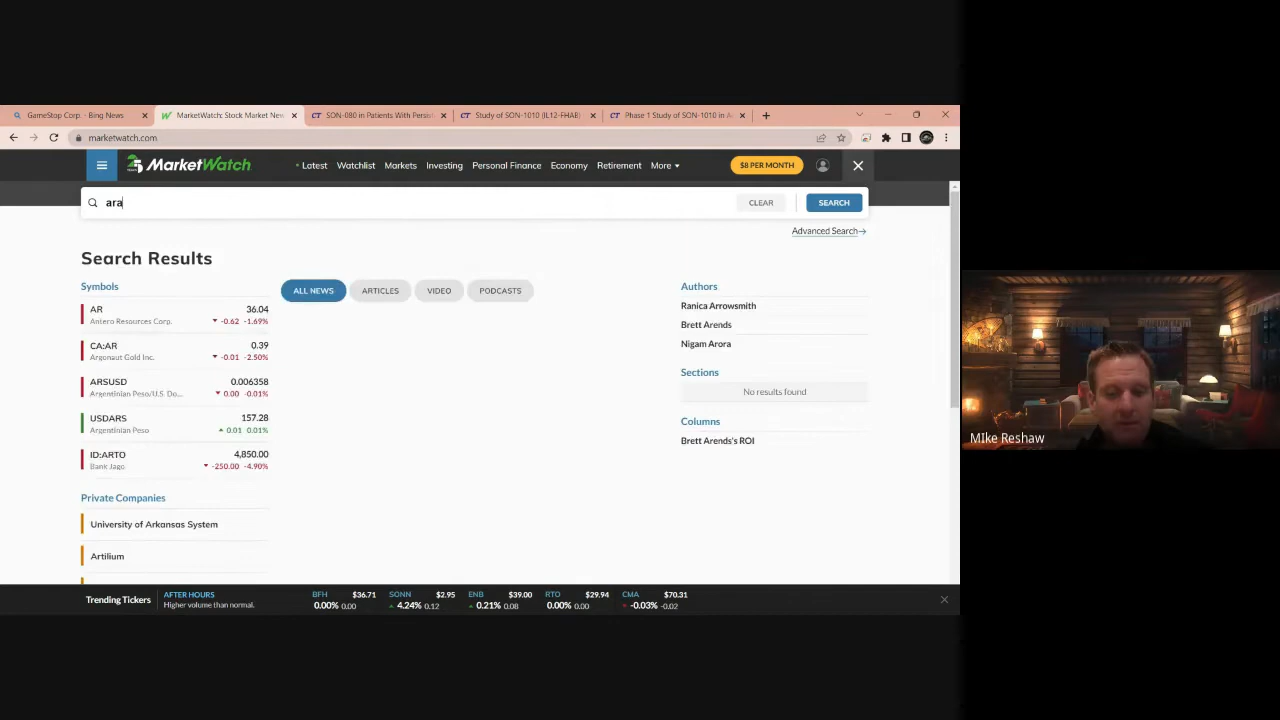 GameStop Corp. - Bing News
MarketWatch: Stock Market New
SON-080 in Patients With Persis
Study of SON-1010 (IL12-FHAB)
Phase 1 Study of SON-1010 in A
marketwatch.com
MarketWatch
Latest
Watchlist
Markets
Investing
Personal Finance
Economy
Retirement
More
$8 PER MONTH
ara
CLEAR
SEARCH
Advanced Search
Search Results
Symbols
AR 36.04
Antero Resources Corp. -0.62 -1.69%
CA:AR 0.39
Argonaut Gold Inc. -0.01 -2.50%
ARSUSD 0.006358
Argentinian Peso/U.S. Do... 0.00 -0.01%
USDARS 157.28
Argentinian Peso 0.01 0.01%
ID:ARTO 4,850.00
Bank Jago -250.00 -4.90%
Private Companies
University of Arkansas System
Artilium
ALL NEWS
ARTICLES
VIDEO
PODCASTS
Authors
Ranica Arrowsmith
Brett Arends
Nigam Arora
Sections
No results found
Columns
Brett Arends's ROI
Trending Tickers
AFTER HOURS
Higher volume than normal.
BFH $36.71
0.00% 0.00
SONN $2.95
4.24% 0.12
ENB $39.00
0.21% 0.08
RTO $29.94
0.00% 0.00
CMA $70.31
-0.03% -0.02
MIke Reshaw